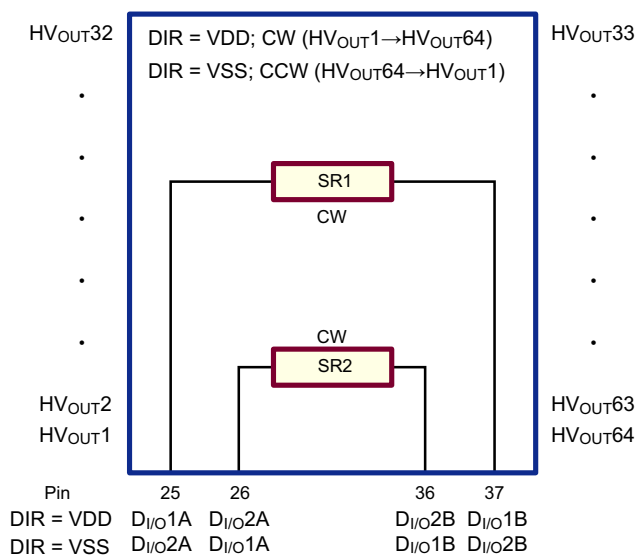 HVOUT32
DIR = VDD; CW (HVOUT1→HVOUT64)
HVOUT33
DIR = VSS; CCW (HVOUT64→HVOUT1)
SR1
CW
CW
SR2
HVOUT2
HVOUT63
HVOUT1
HVOUT64
Pin 25 26 36 37
DIR = VDD DI/O1A DI/O2A DI/O2B DI/O1B
DIR = VSS DI/O2A DI/O1A DI/O1B DI/O2B